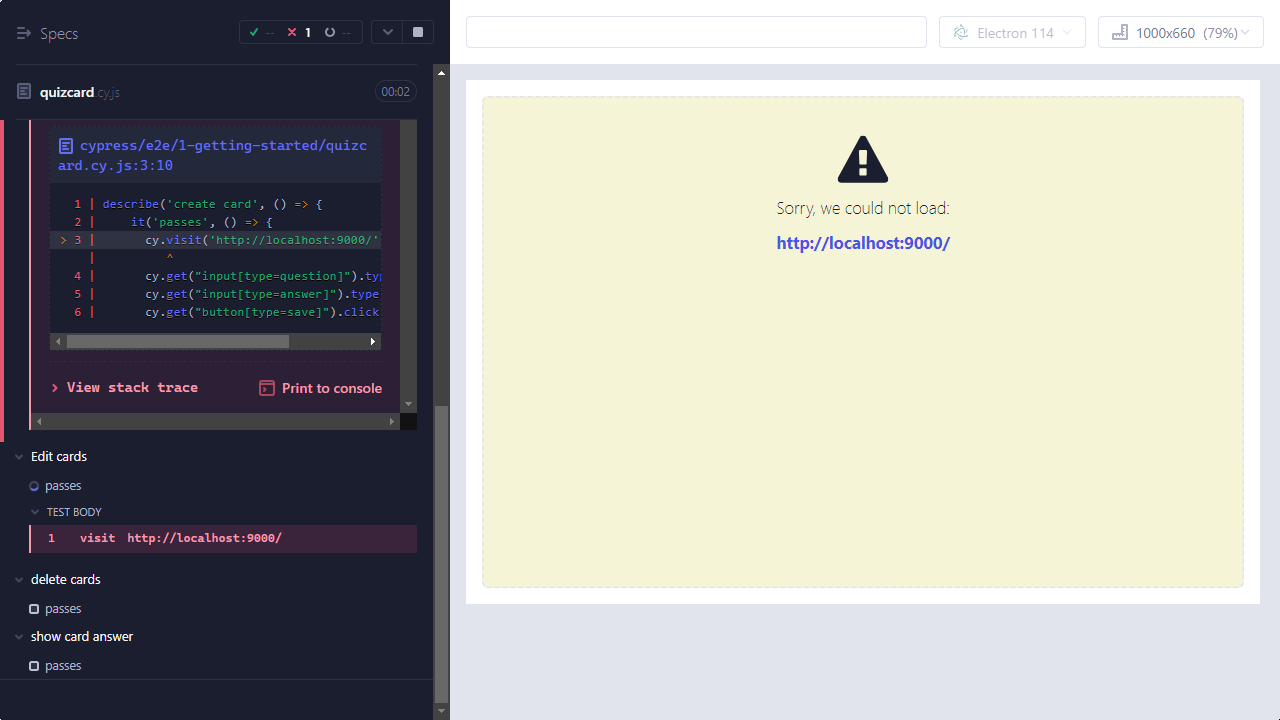 Specs
-- 1 --
quizcard.cy.js
00:02
cypress/e2e/1-getting-started/quizc
ard.cy.js:3:10
1 | describe('create card', () => {
2 |     it('passes', () => {
> 3 |       cy.visit('http://localhost:9000/'
|          ^
4 |       cy.get("input[type=question]").typ
5 |       cy.get("input[type=answer]").type
6 |       cy.get("button[type=save]").click
View stack trace
Print to console
Edit cards
passes
TEST BODY
1 visit http://localhost:9000/
delete cards
passes
show card answer
passes
Electron 114
1000x660 (79%)
Sorry, we could not load:
http://localhost:9000/